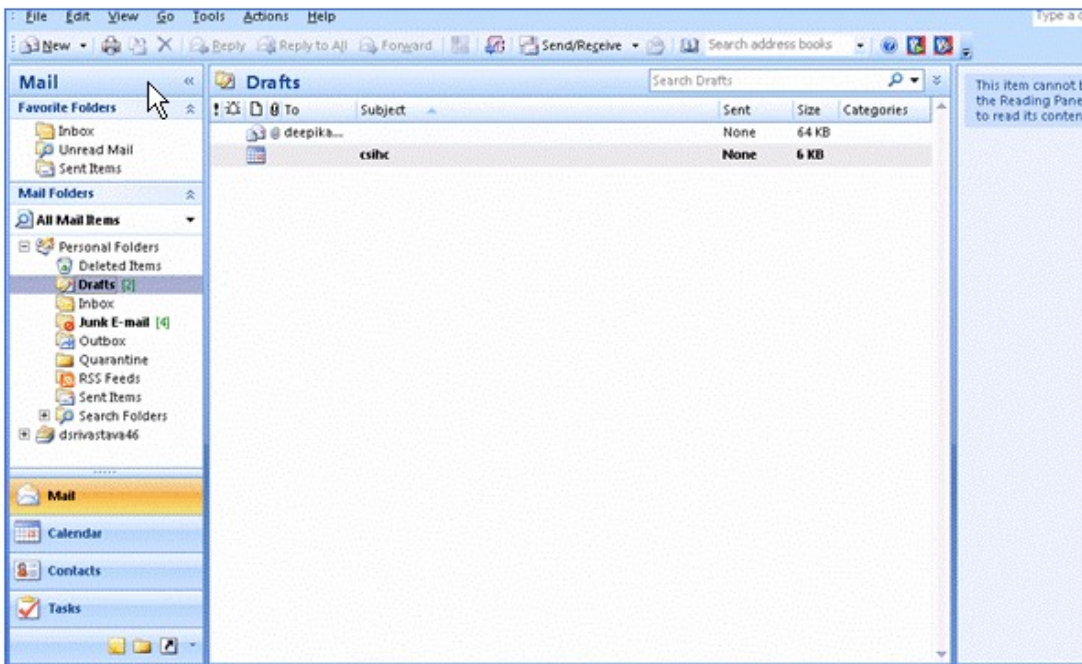 File Edit View Go Tools Actions Help
Type a
New Reply Reply to All Forward Send/Receive Search address books
Mail
Favorite Folders
Inbox
Unread Mail
Sent Items
Mail Folders
All Mail Items
Personal Folders
Deleted Items
Drafts [2]
Inbox
Junk E-mail [4]
Outbox
Quarantine
RSS Feeds
Sent Items
Search Folders
dsrivastava46
Mail
Calendar
Contacts
Tasks
Drafts
Search Drafts
To Subject Sent Size Categories
deepika... None 64 KB
csihc None 6 KB
This item cannot
the Reading Pane
to read its